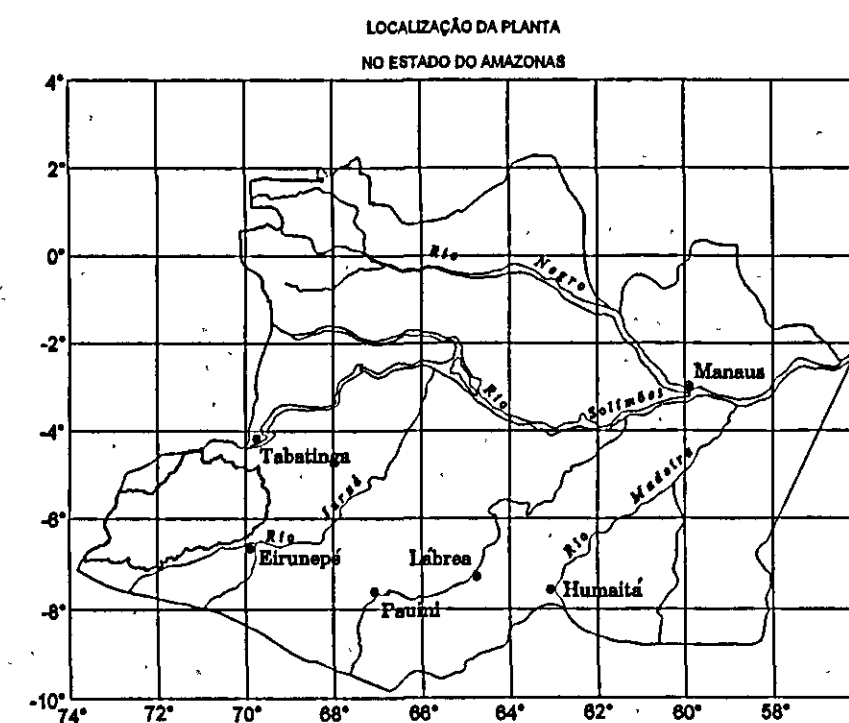 LOCALIZAÇÃO DA PLANTA
NO ESTADO DO AMAZONAS
4°
2°
0°
Rio Negro
-2°
Manaus
Rio Solimões
-4°
Tabatinga
Rio Madeira
-6°
Rio Juruá
Eirunepé
Lábrea
Humaitá
Pauini
-8°
-10°
74° 72° 70° 68° 66° 64° 62° 60° 58°